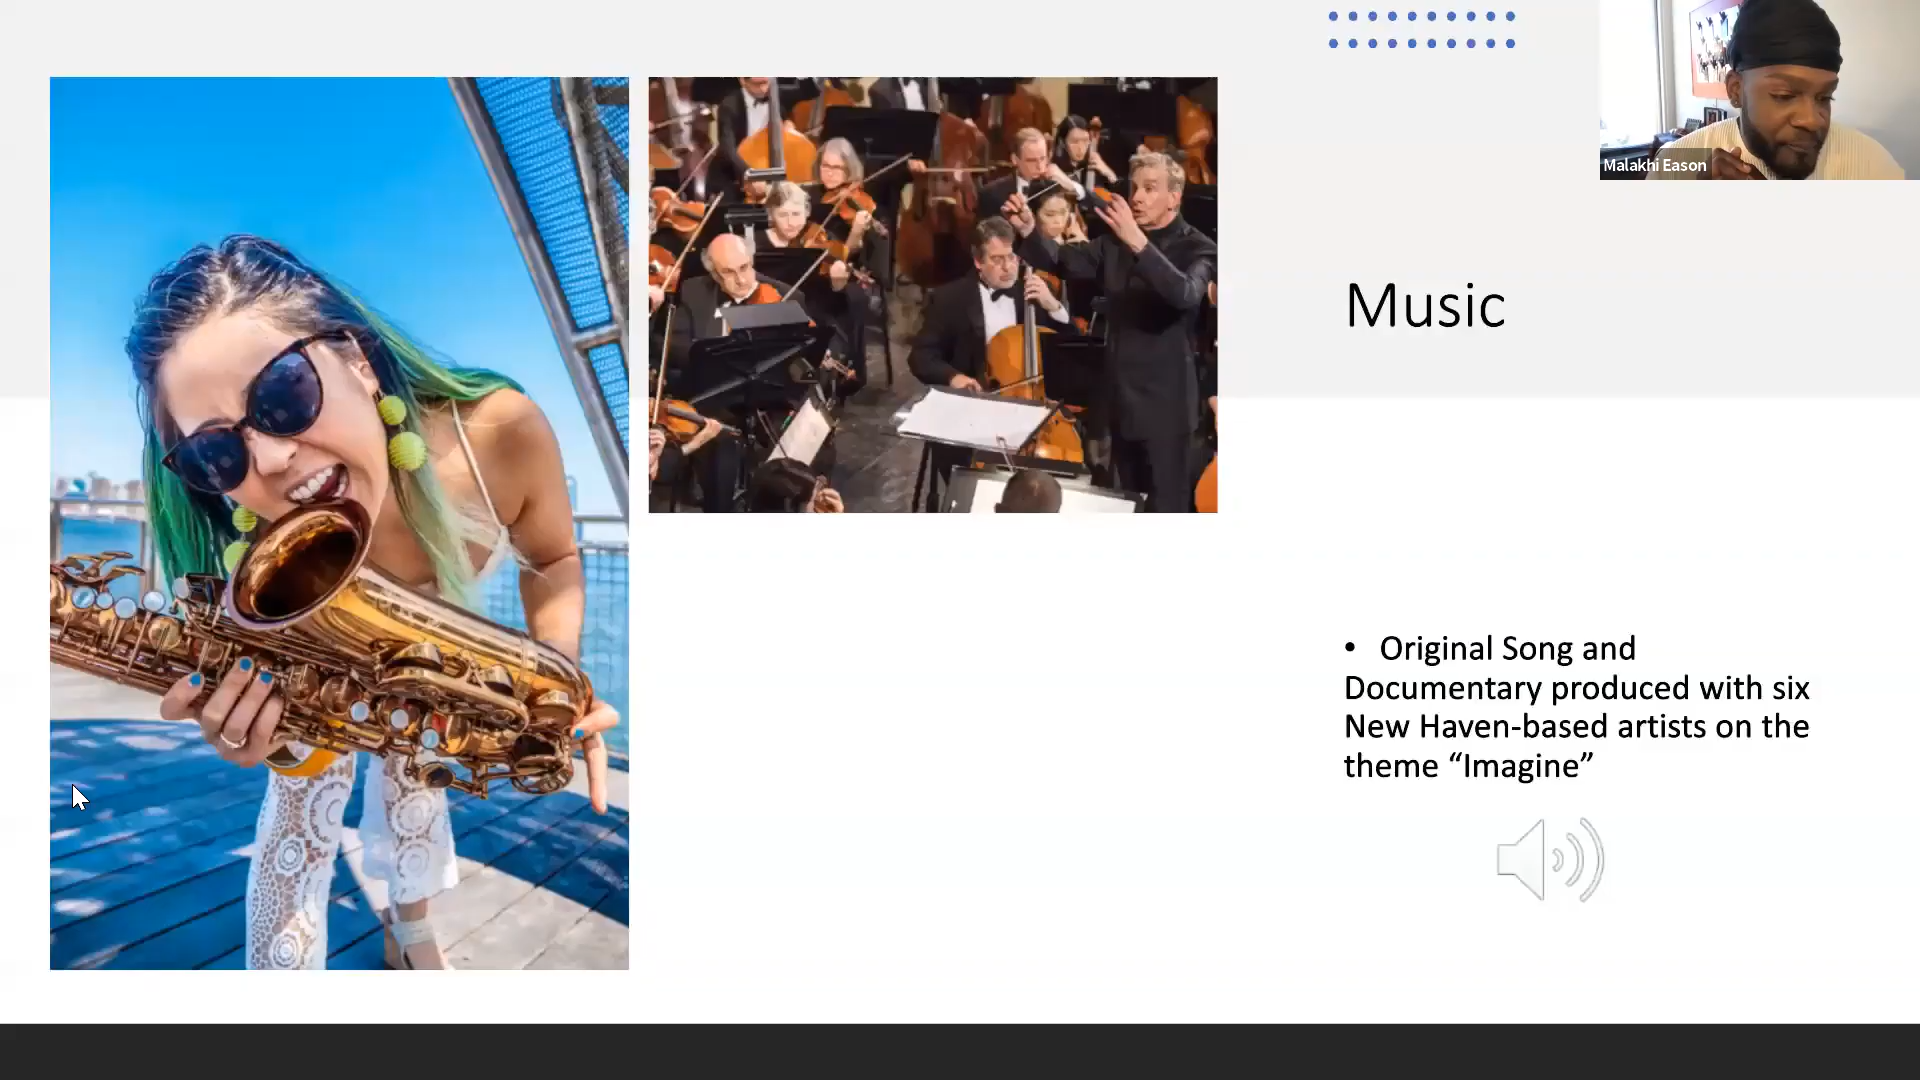 Malakhi Eason
Music
• Original Song and
Documentary produced with six
New Haven-based artists on the
theme “Imagine”